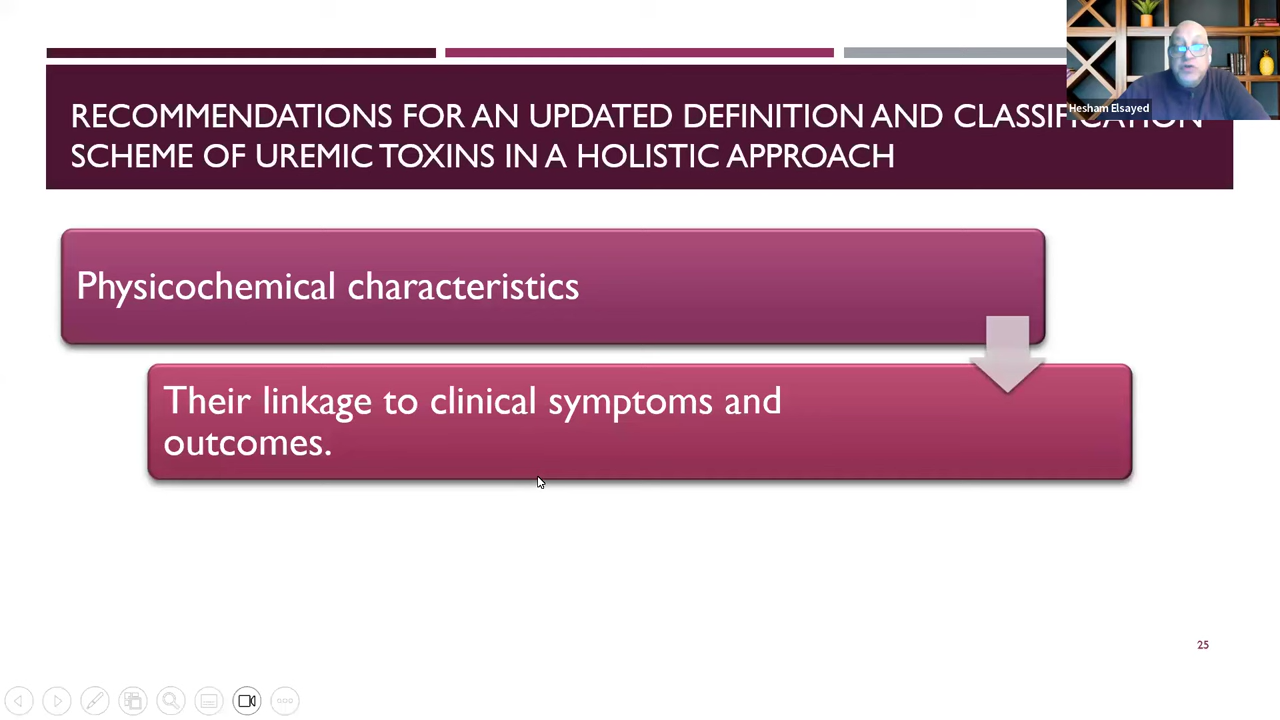 RECOMMENDATIONS FOR AN UPDATED DEFINITION AND CLASSIFICATION
SCHEME OF UREMIC TOXINS IN A HOLISTIC APPROACH
Hesham Elsayed
Physicochemical characteristics
Their linkage to clinical symptoms and
outcomes.
25